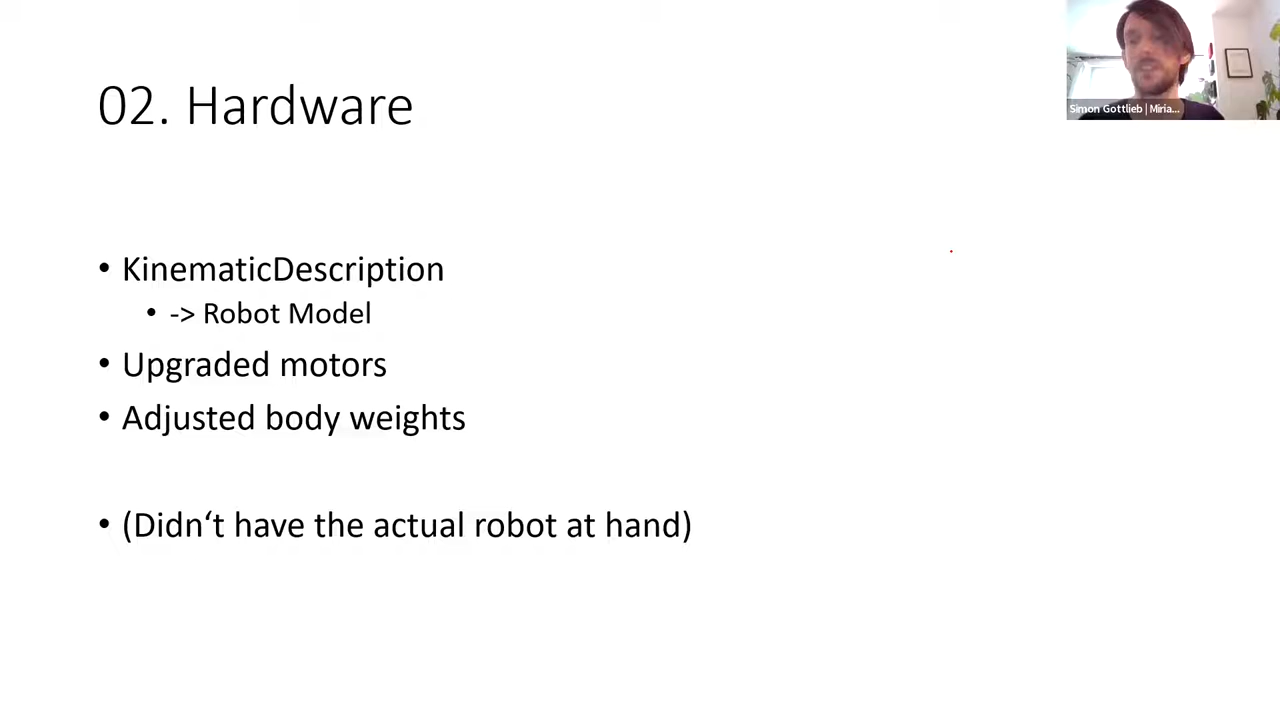 02. Hardware
Simon Gottlieb | Miria...
• KinematicDescription
• -> Robot Model
• Upgraded motors
• Adjusted body weights
• (Didn‘t have the actual robot at hand)